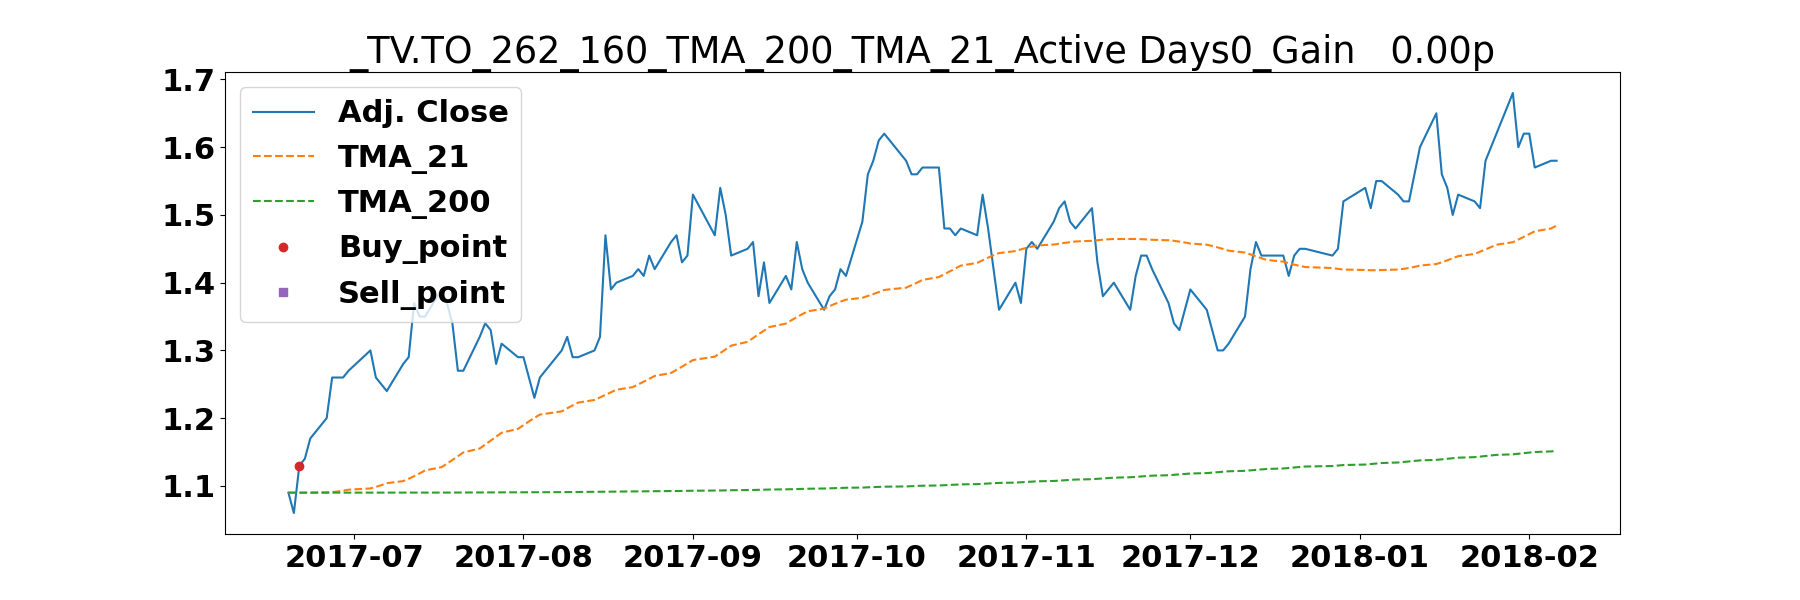 _TV.TO_262_160_TMA_200_TMA_21_Active Days0_Gain   0.00p
1.7
1.6
1.5
1.4
1.3
1.2
1.1
Adj. Close
TMA_21
TMA_200
Buy_point
Sell_point
2017-07 2017-08 2017-09 2017-10 2017-11 2017-12 2018-01 2018-02